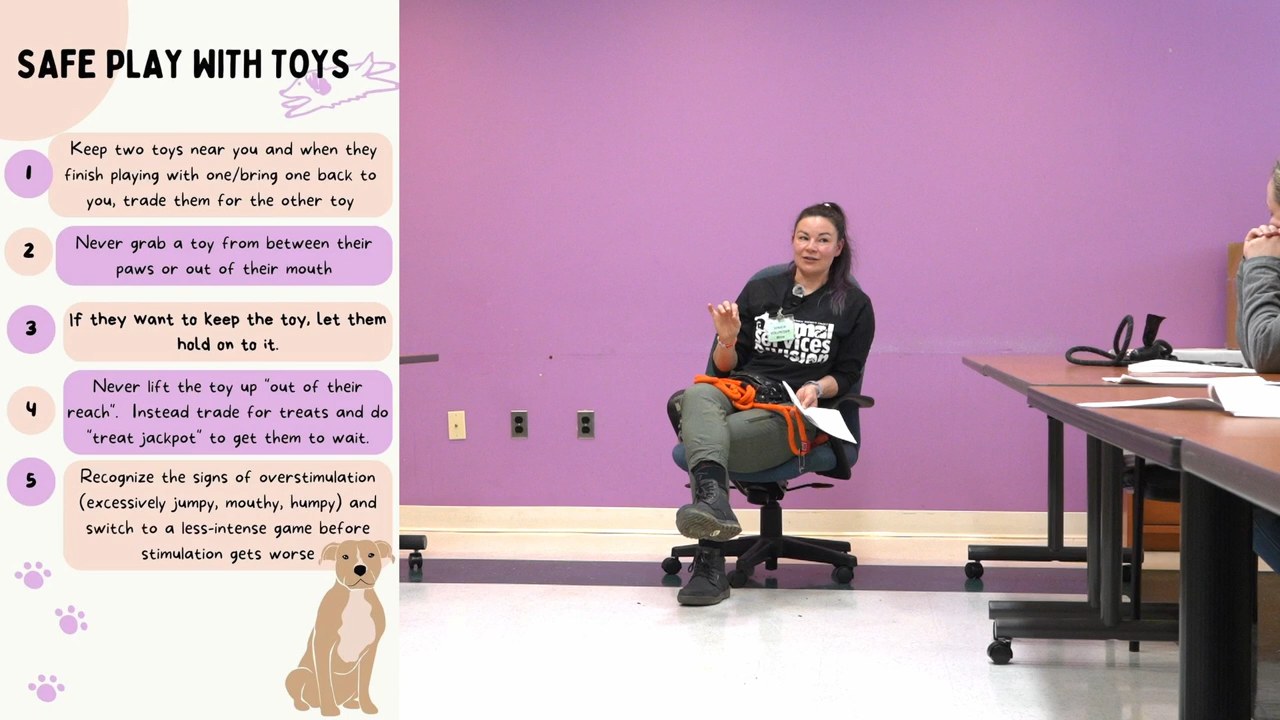 SAFE PLAY WITH TOYS
1
Keep two toys near you and when they
finish playing with one/bring one back to
you, trade them for the other toy
2
Never grab a toy from between their
paws or out of their mouth
3
If they want to keep the toy, let them
hold on to it.
4
Never lift the toy up "out of their
reach". Instead trade for treats and do
"treat jackpot" to get them to wait.
5
Recognize the signs of overstimulation
(excessively jumpy, mouthy, humpy) and
switch to a less-intense game before
stimulation gets worse
Services
Division